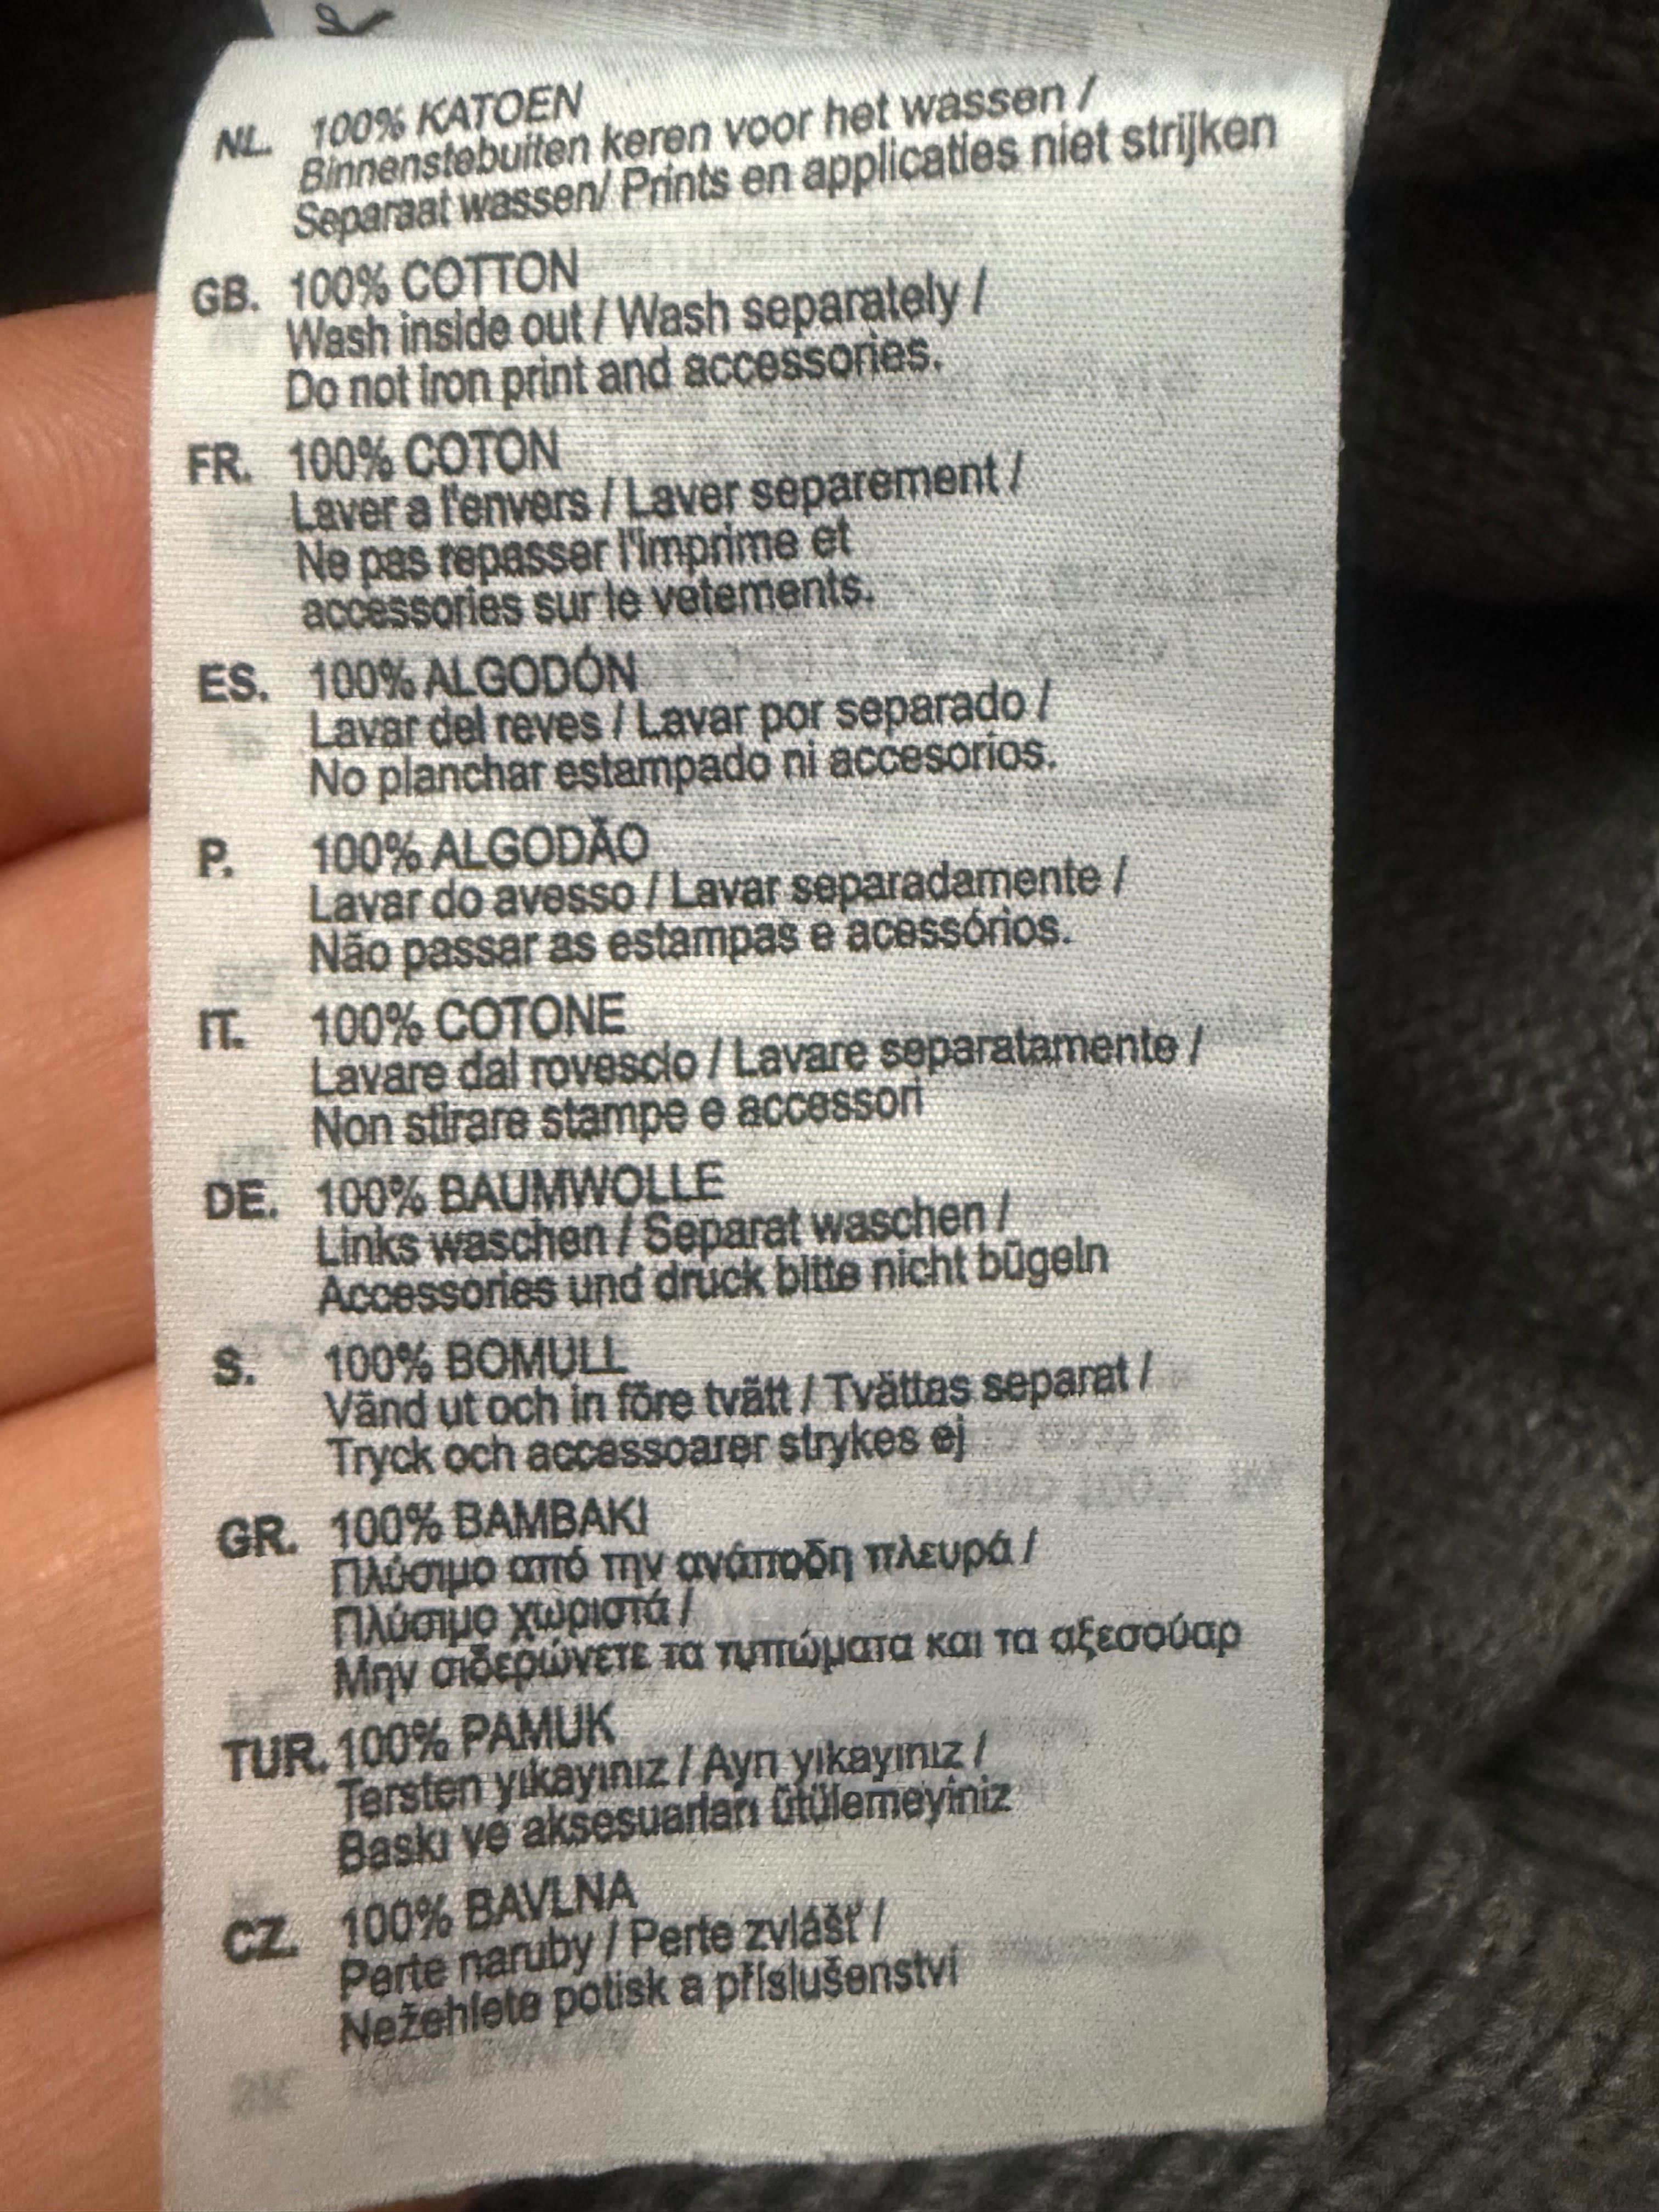 NL. 100% KATOEN
Binnenstebuiten keren voor het wassen /
Separaat wassen/ Prints en applicaties niet strijken
GB. 100% COTTON
Wash inside out / Wash separately /
Do not iron print and accessories.
FR. 100% COTON
Laver a l'envers / Laver separement /
Ne pas repasser l'imprime et
accessories sur le vetements.
ES. 100% ALGODÓN
Lavar del reves / Lavar por separado /
No planchar estampado ni accesorios.
P. 100% ALGODÃO
Lavar do avesso / Lavar separadamente /
Não passar as estampas e acessórios.
IT. 100% COTONE
Lavare dal rovescio / Lavare separatamente /
Non stirare stampe e accessori
DE. 100% BAUMWOLLE
Links waschen / Separat waschen /
Accessories und druck bitte nicht bügeln
S. 100% BOMULL
Vänd ut och in före tvätt / Tvättas separat /
Tryck och accessoarer strykes ej
GR. 100% BAMBAKI
Πλύσιμο από την ανάποδη πλευρά /
Πλύσιμο χωριστά /
Μην σιδερώνετε τα τυπώματα και τα αξεσούαρ
TUR. 100% PAMUK
Tersten yıkayınız / Ayrı yıkayınız /
Baskı ve aksesuarları ütülemeyiniz
CZ. 100% BAVLNA
Perte naruby / Perte zvlášť /
Nežehlete potisk a příslušenství